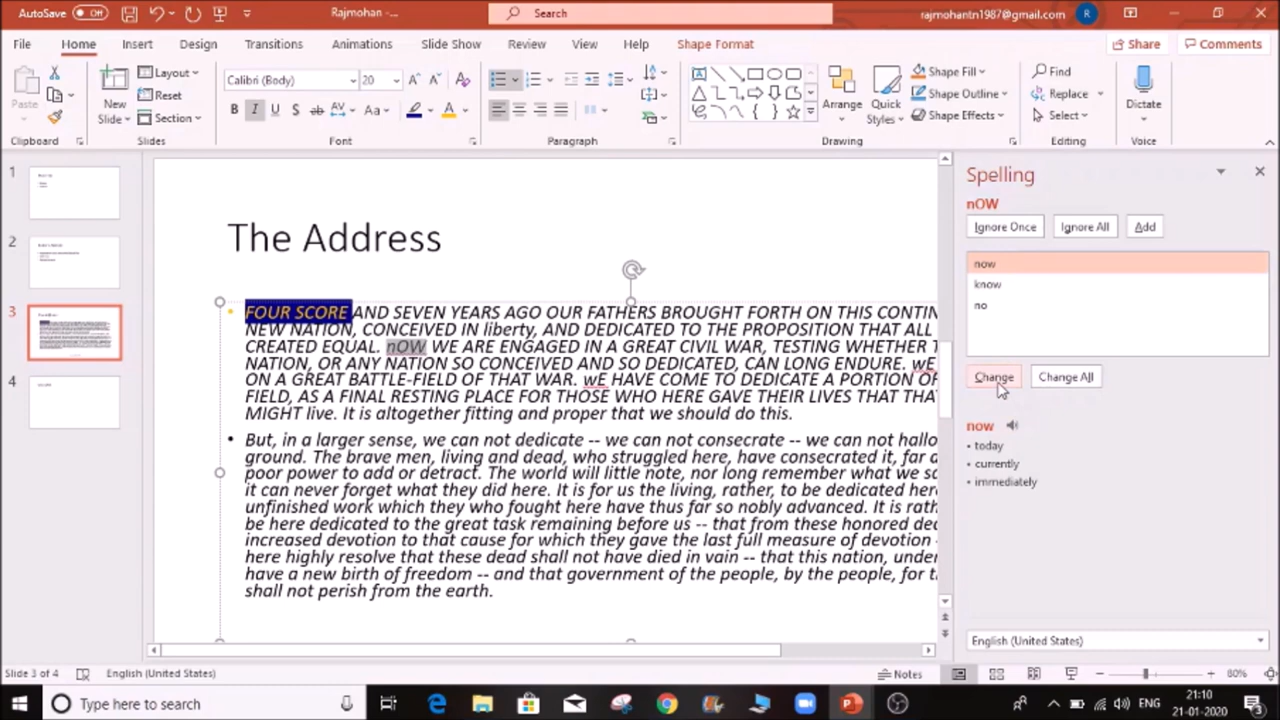 AutoSave Off Rajmohan -... Search rajmohantn1987@gmail.com R
File Home Insert Design Transitions Animations Slide Show Review View Help Shape Format Share Comments
Paste New Slide Layout Reset Section Calibri (Body) 20 Arrange Quick Styles Shape Fill Shape Outline Shape Effects Find Replace Select Dictate
Clipboard Slides Font Paragraph Drawing Editing Voice
1
2
3
4
The Address
• FOUR SCORE AND SEVEN YEARS AGO OUR FATHERS BROUGHT FORTH ON THIS CONTIN
NEW NATION, CONCEIVED IN liberty, AND DEDICATED TO THE PROPOSITION THAT ALL
CREATED EQUAL. nOW WE ARE ENGAGED IN A GREAT CIVIL WAR, TESTING WHETHER T
NATION, OR ANY NATION SO CONCEIVED AND SO DEDICATED, CAN LONG ENDURE. wE
ON A GREAT BATTLE-FIELD OF THAT WAR. wE HAVE COME TO DEDICATE A PORTION OF
FIELD, AS A FINAL RESTING PLACE FOR THOSE WHO HERE GAVE THEIR LIVES THAT THA
MIGHT live. It is altogether fitting and proper that we should do this.
• But, in a larger sense, we can not dedicate -- we can not consecrate -- we can not hallo
ground. The brave men, living and dead, who struggled here, have consecrated it, far a
poor power to add or detract. The world will little note, nor long remember what we sa
it can never forget what they did here. It is for us the living, rather, to be dedicated her
unfinished work which they who fought here have thus far so nobly advanced. It is rath
be here dedicated to the great task remaining before us -- that from these honored dea
increased devotion to that cause for which they gave the last full measure of devotion -
here highly resolve that these dead shall not have died in vain -- that this nation, under
have a new birth of freedom -- and that government of the people, by the people, for th
shall not perish from the earth.
Spelling
nOW
Ignore Once Ignore All Add
now
know
no
Change Change All
now
• today
• currently
• immediately
English (United States)
Slide 3 of 4 English (United States) Notes 80%
Type here to search ENG 21:10
21-01-2020 3